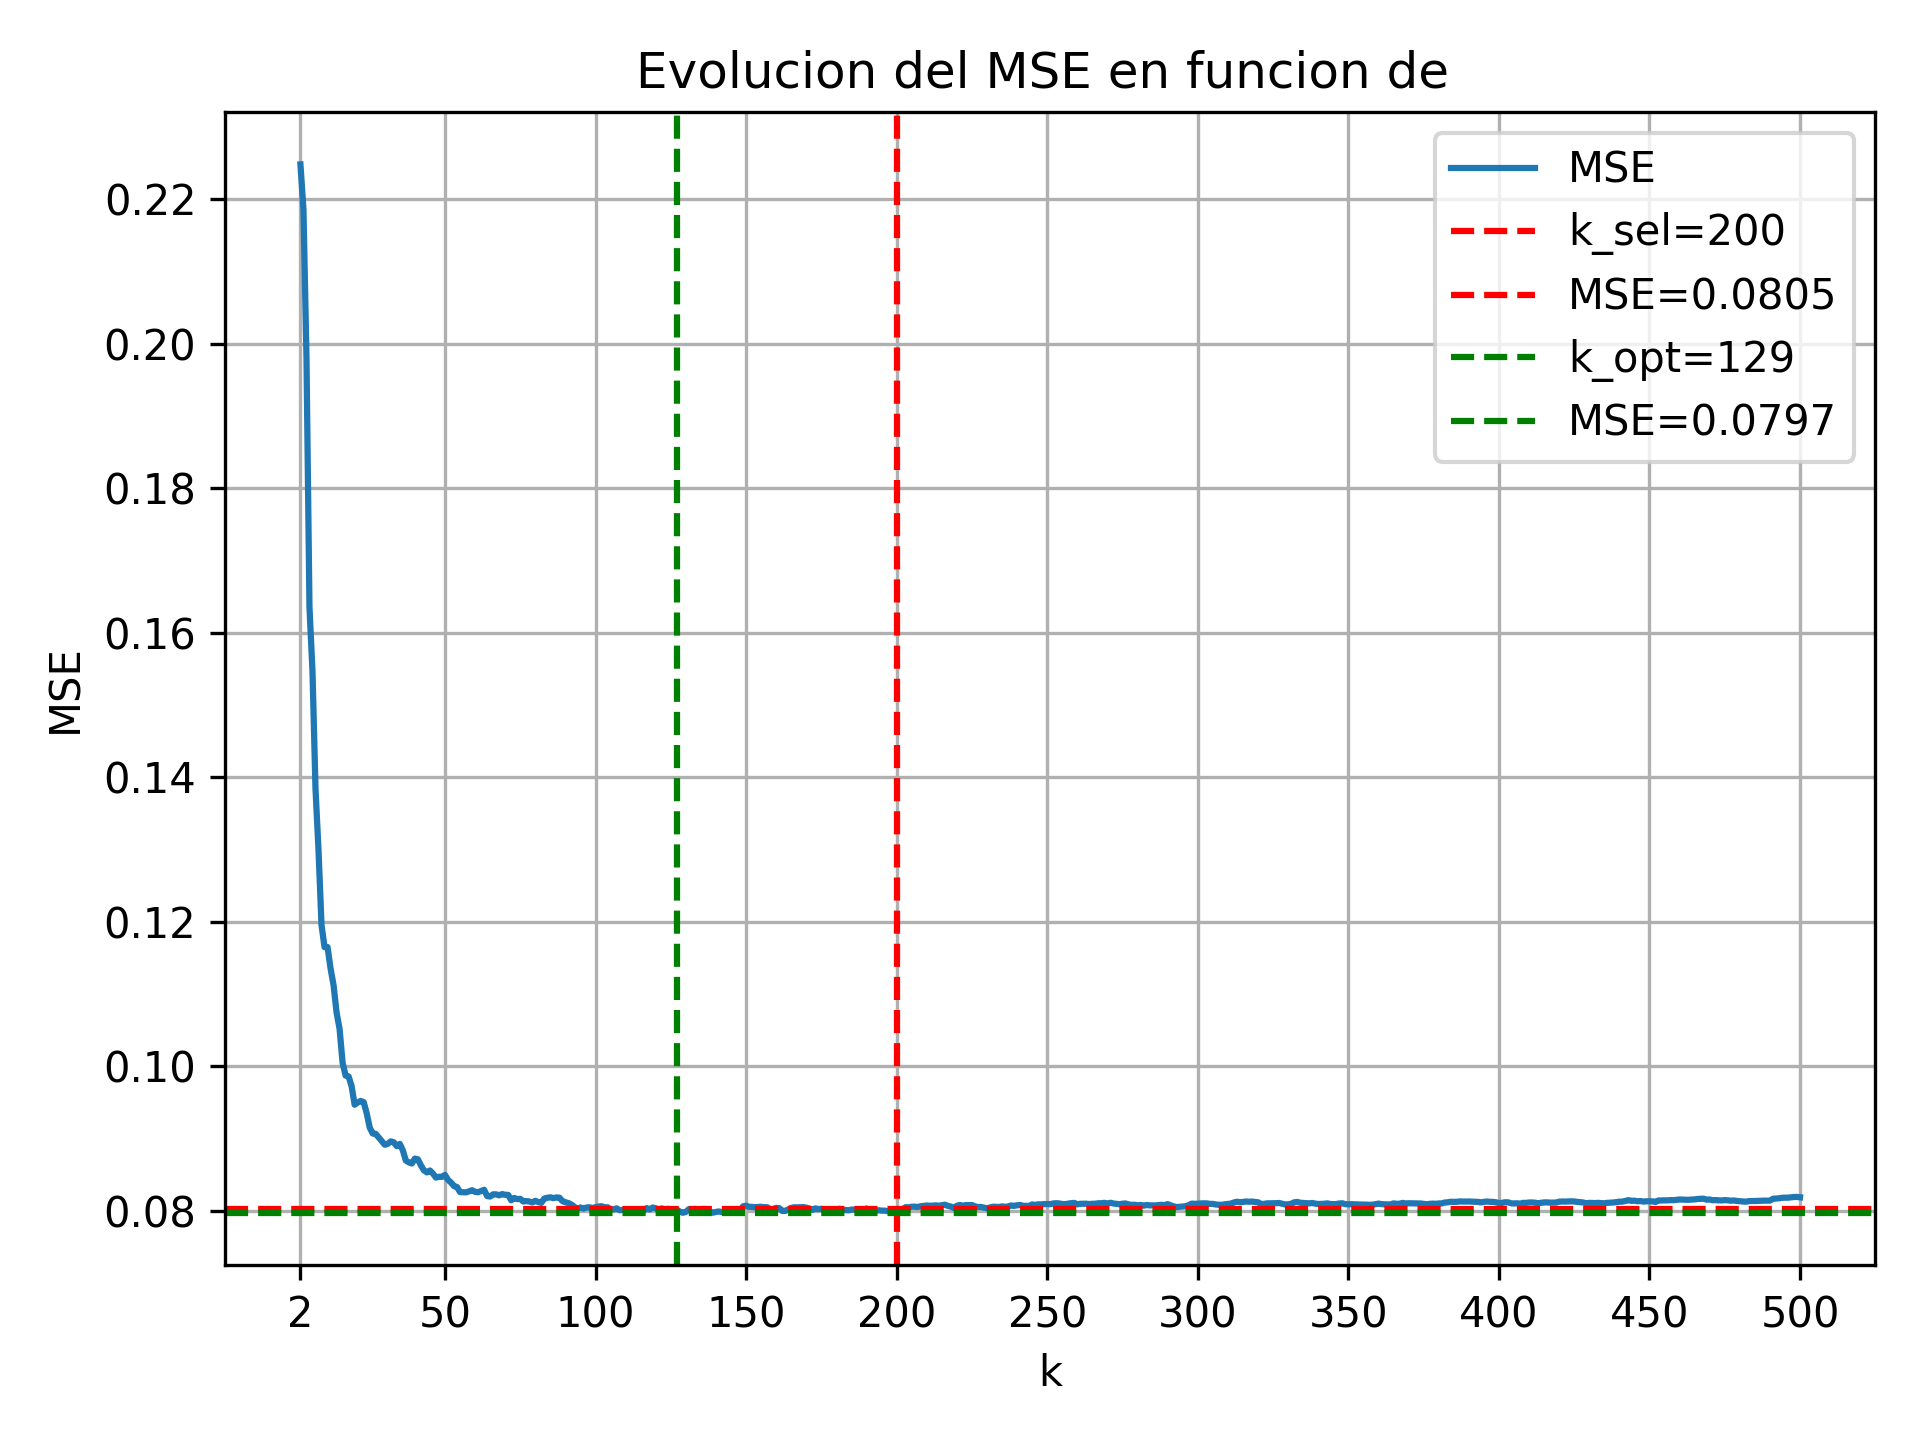 Evolucion del MSE en funcion de
MSE
k_sel=200
MSE=0.0805
k_opt=129
MSE=0.0797
0.22
0.20
0.18
0.16
0.14
0.12
0.10
0.08
MSE
2 50 100 150 200 250 300 350 400 450 500
k